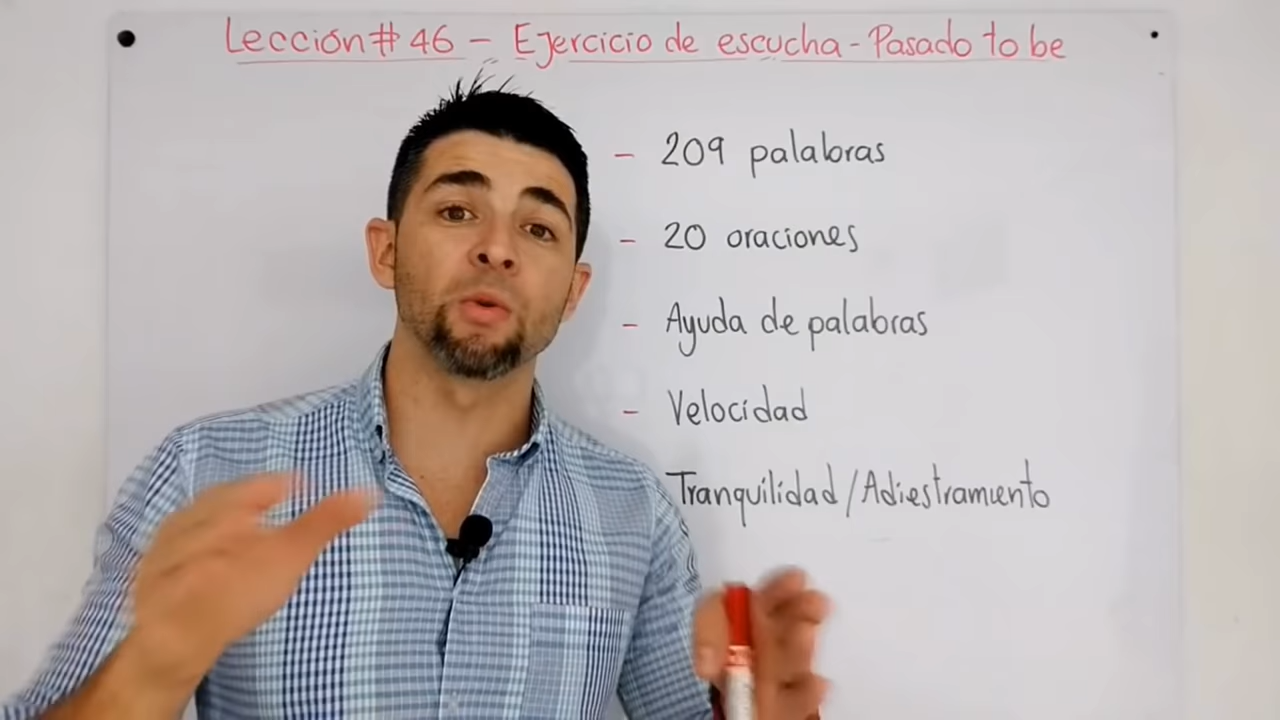 Lección # 46 - Ejercicio de escucha - Pasado to be
- 209 palabras
- 20 oraciones
- Ayuda de palabras
- Velocidad
Tranquilidad / Adiestramiento